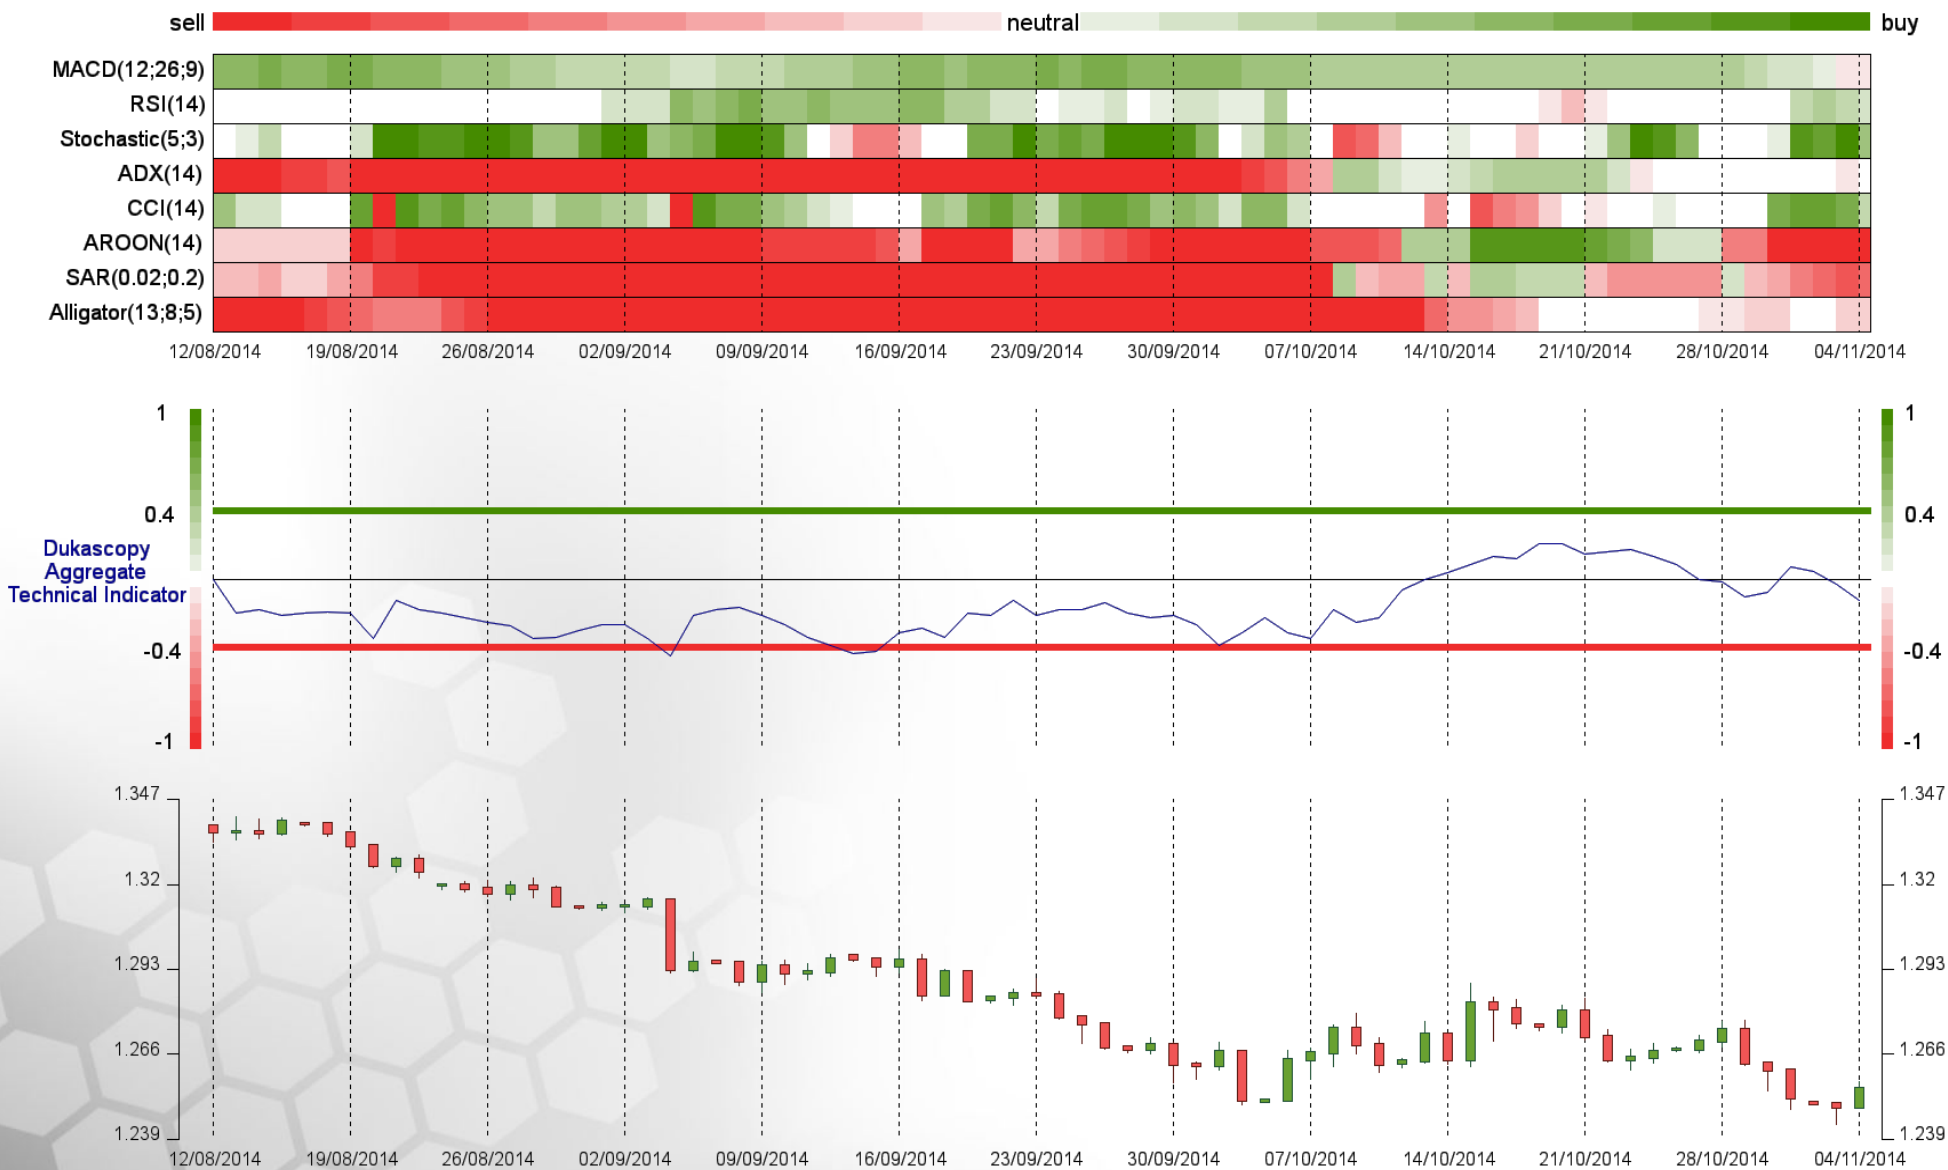 sell neutral buy
MACD(12;26;9)
RSI(14)
Stochastic(5;3)
ADX(14)
CCI(14)
AROON(14)
SAR(0.02;0.2)
Alligator(13;8;5)
12/08/2014 19/08/2014 26/08/2014 02/09/2014 09/09/2014 16/09/2014 23/09/2014 30/09/2014 07/10/2014 14/10/2014 21/10/2014 28/10/2014 04/11/2014
1 1
0.4 0.4
Dukascopy
Aggregate
Technical Indicator
-0.4 -0.4
-1 -1
1.347 1.347
1.32 1.32
1.293 1.293
1.266 1.266
1.239 1.239
12/08/2014 19/08/2014 26/08/2014 02/09/2014 09/09/2014 16/09/2014 23/09/2014 30/09/2014 07/10/2014 14/10/2014 21/10/2014 28/10/2014 04/11/2014